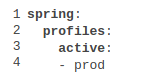 1 spring:
2   profiles:
3     active:
4     - prod